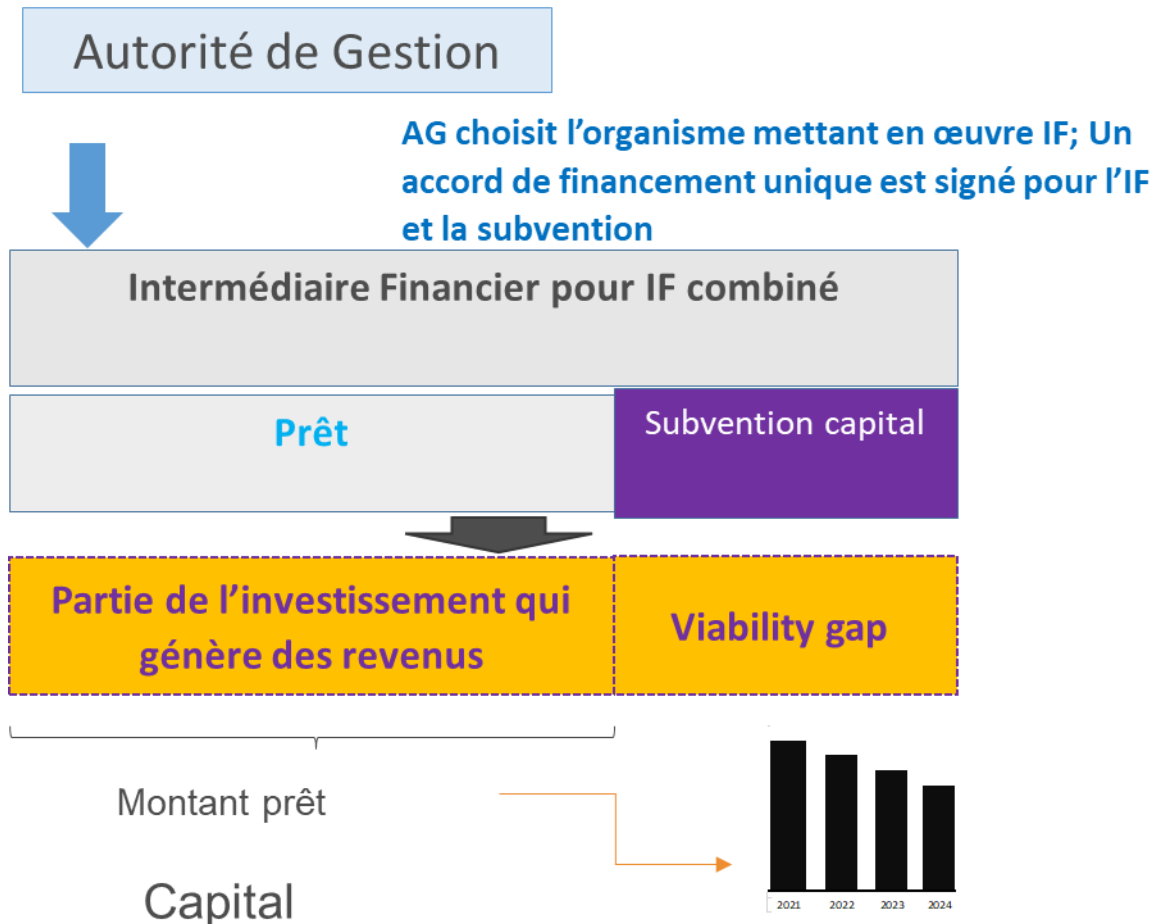 Autorité de Gestion
AG choisit l’organisme mettant en œuvre IF; Un
accord de financement unique est signé pour l’IF
et la subvention
Intermédiaire Financier pour IF combiné
Prêt
Subvention capital
Partie de l’investissement qui
génère des revenus
Viability gap
Montant prêt
Capital
2021 2022 2023 2024